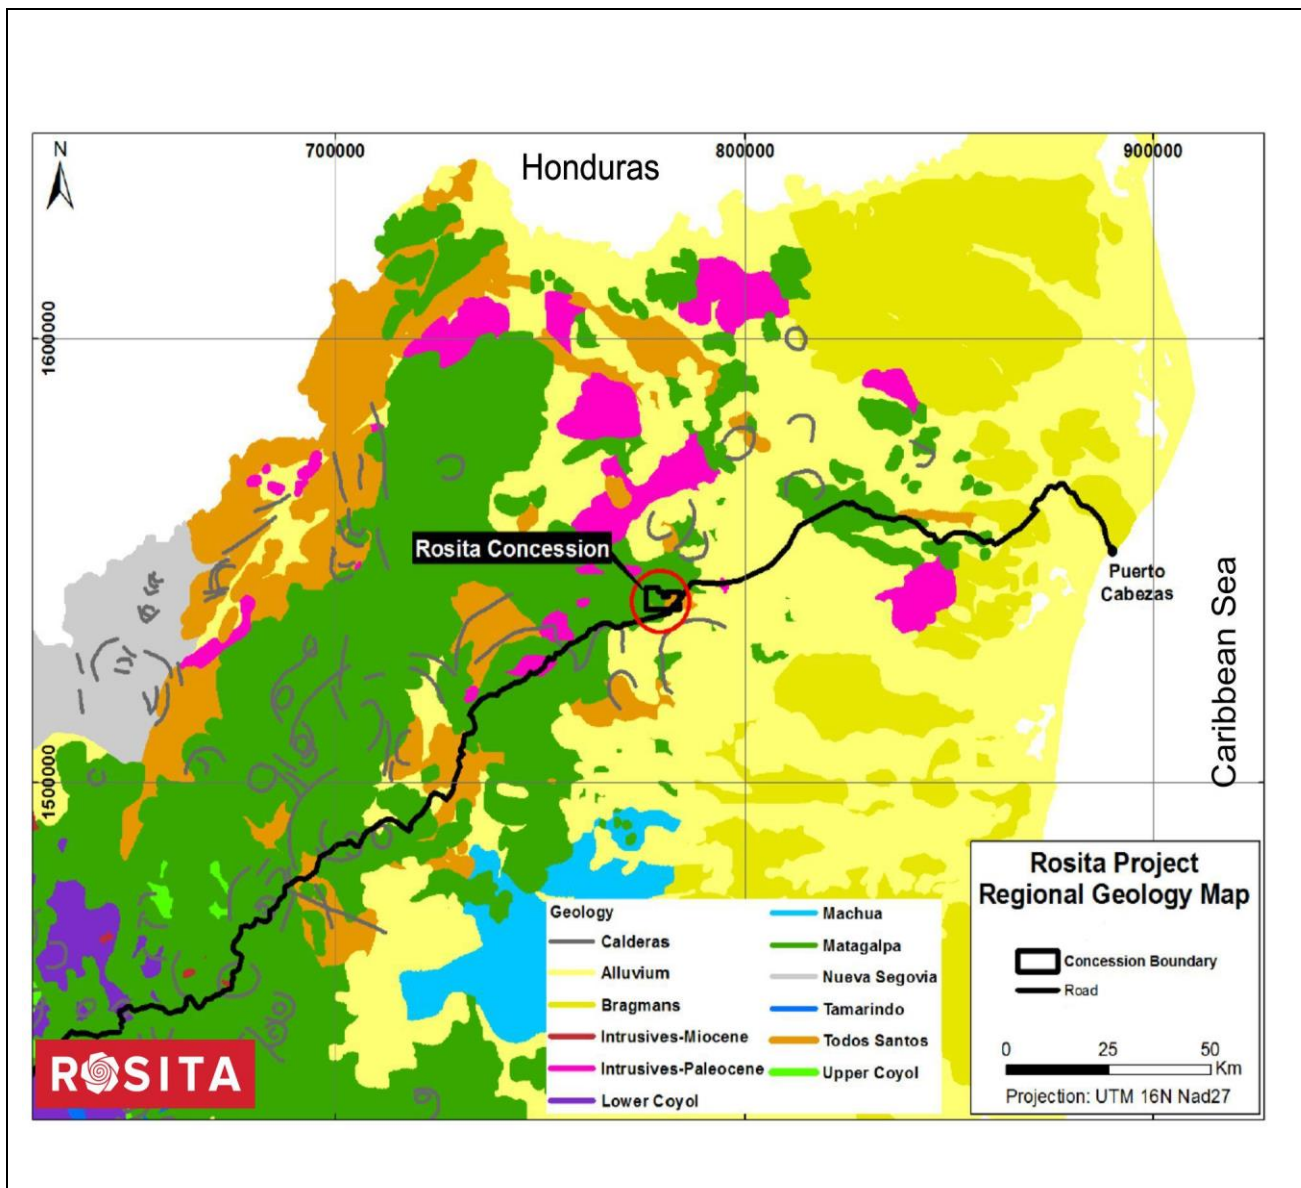 N
700000
800000
900000
Honduras
1600000
Rosita Concession
Puerto
Cabezas
Caribbean Sea
1500000
Geology
Calderas
Alluvium
Bragmans
Intrusives-Miocene
Intrusives-Paleocene
Lower Coyol
Machua
Matagalpa
Nueva Segovia
Tamarindo
Todos Santos
Upper Coyol
Rosita Project
Regional Geology Map
Concession Boundary
Road
0 25 50
Km
Projection: UTM 16N Nad27
ROSITA